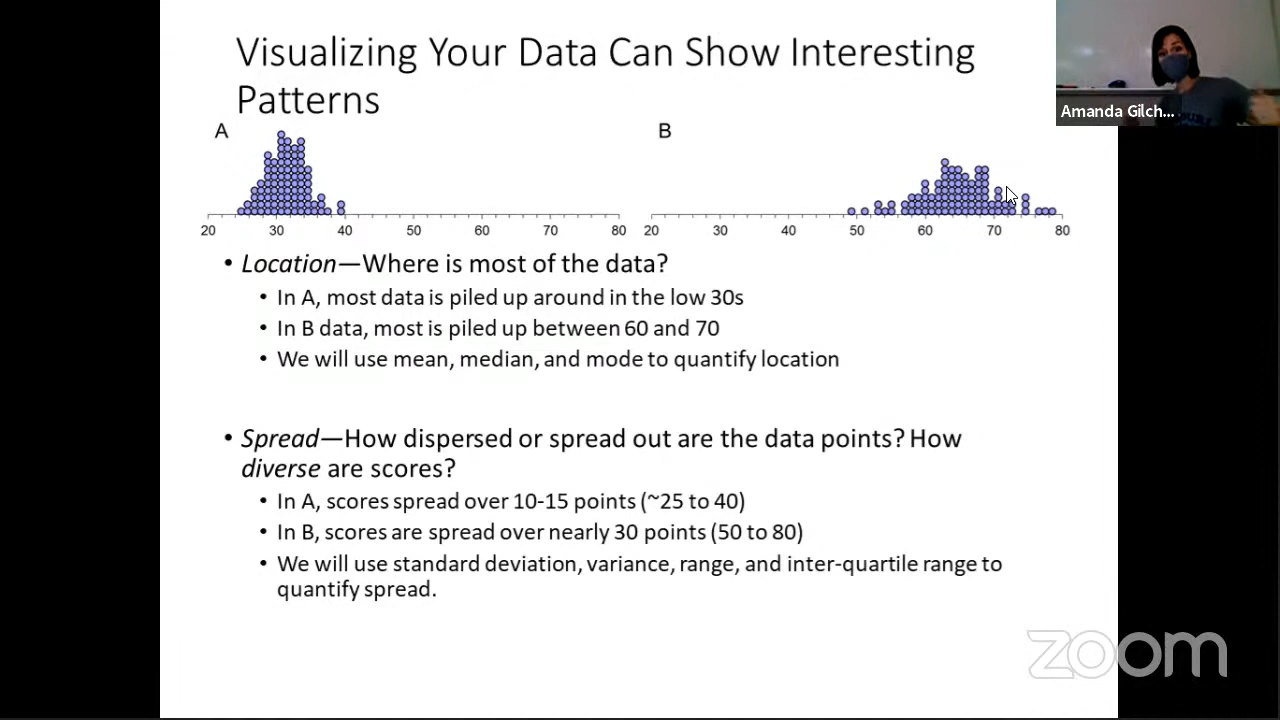 Visualizing Your Data Can Show Interesting
Patterns
Amanda Gilch...
A
B
20 30 40 50 60 70 80
20 30 40 50 60 70 80
• Location—Where is most of the data?
• In A, most data is piled up around in the low 30s
• In B data, most is piled up between 60 and 70
• We will use mean, median, and mode to quantify location
• Spread—How dispersed or spread out are the data points? How
diverse are scores?
• In A, scores spread over 10-15 points (~25 to 40)
• In B, scores are spread over nearly 30 points (50 to 80)
• We will use standard deviation, variance, range, and inter-quartile range to
quantify spread.
zoom